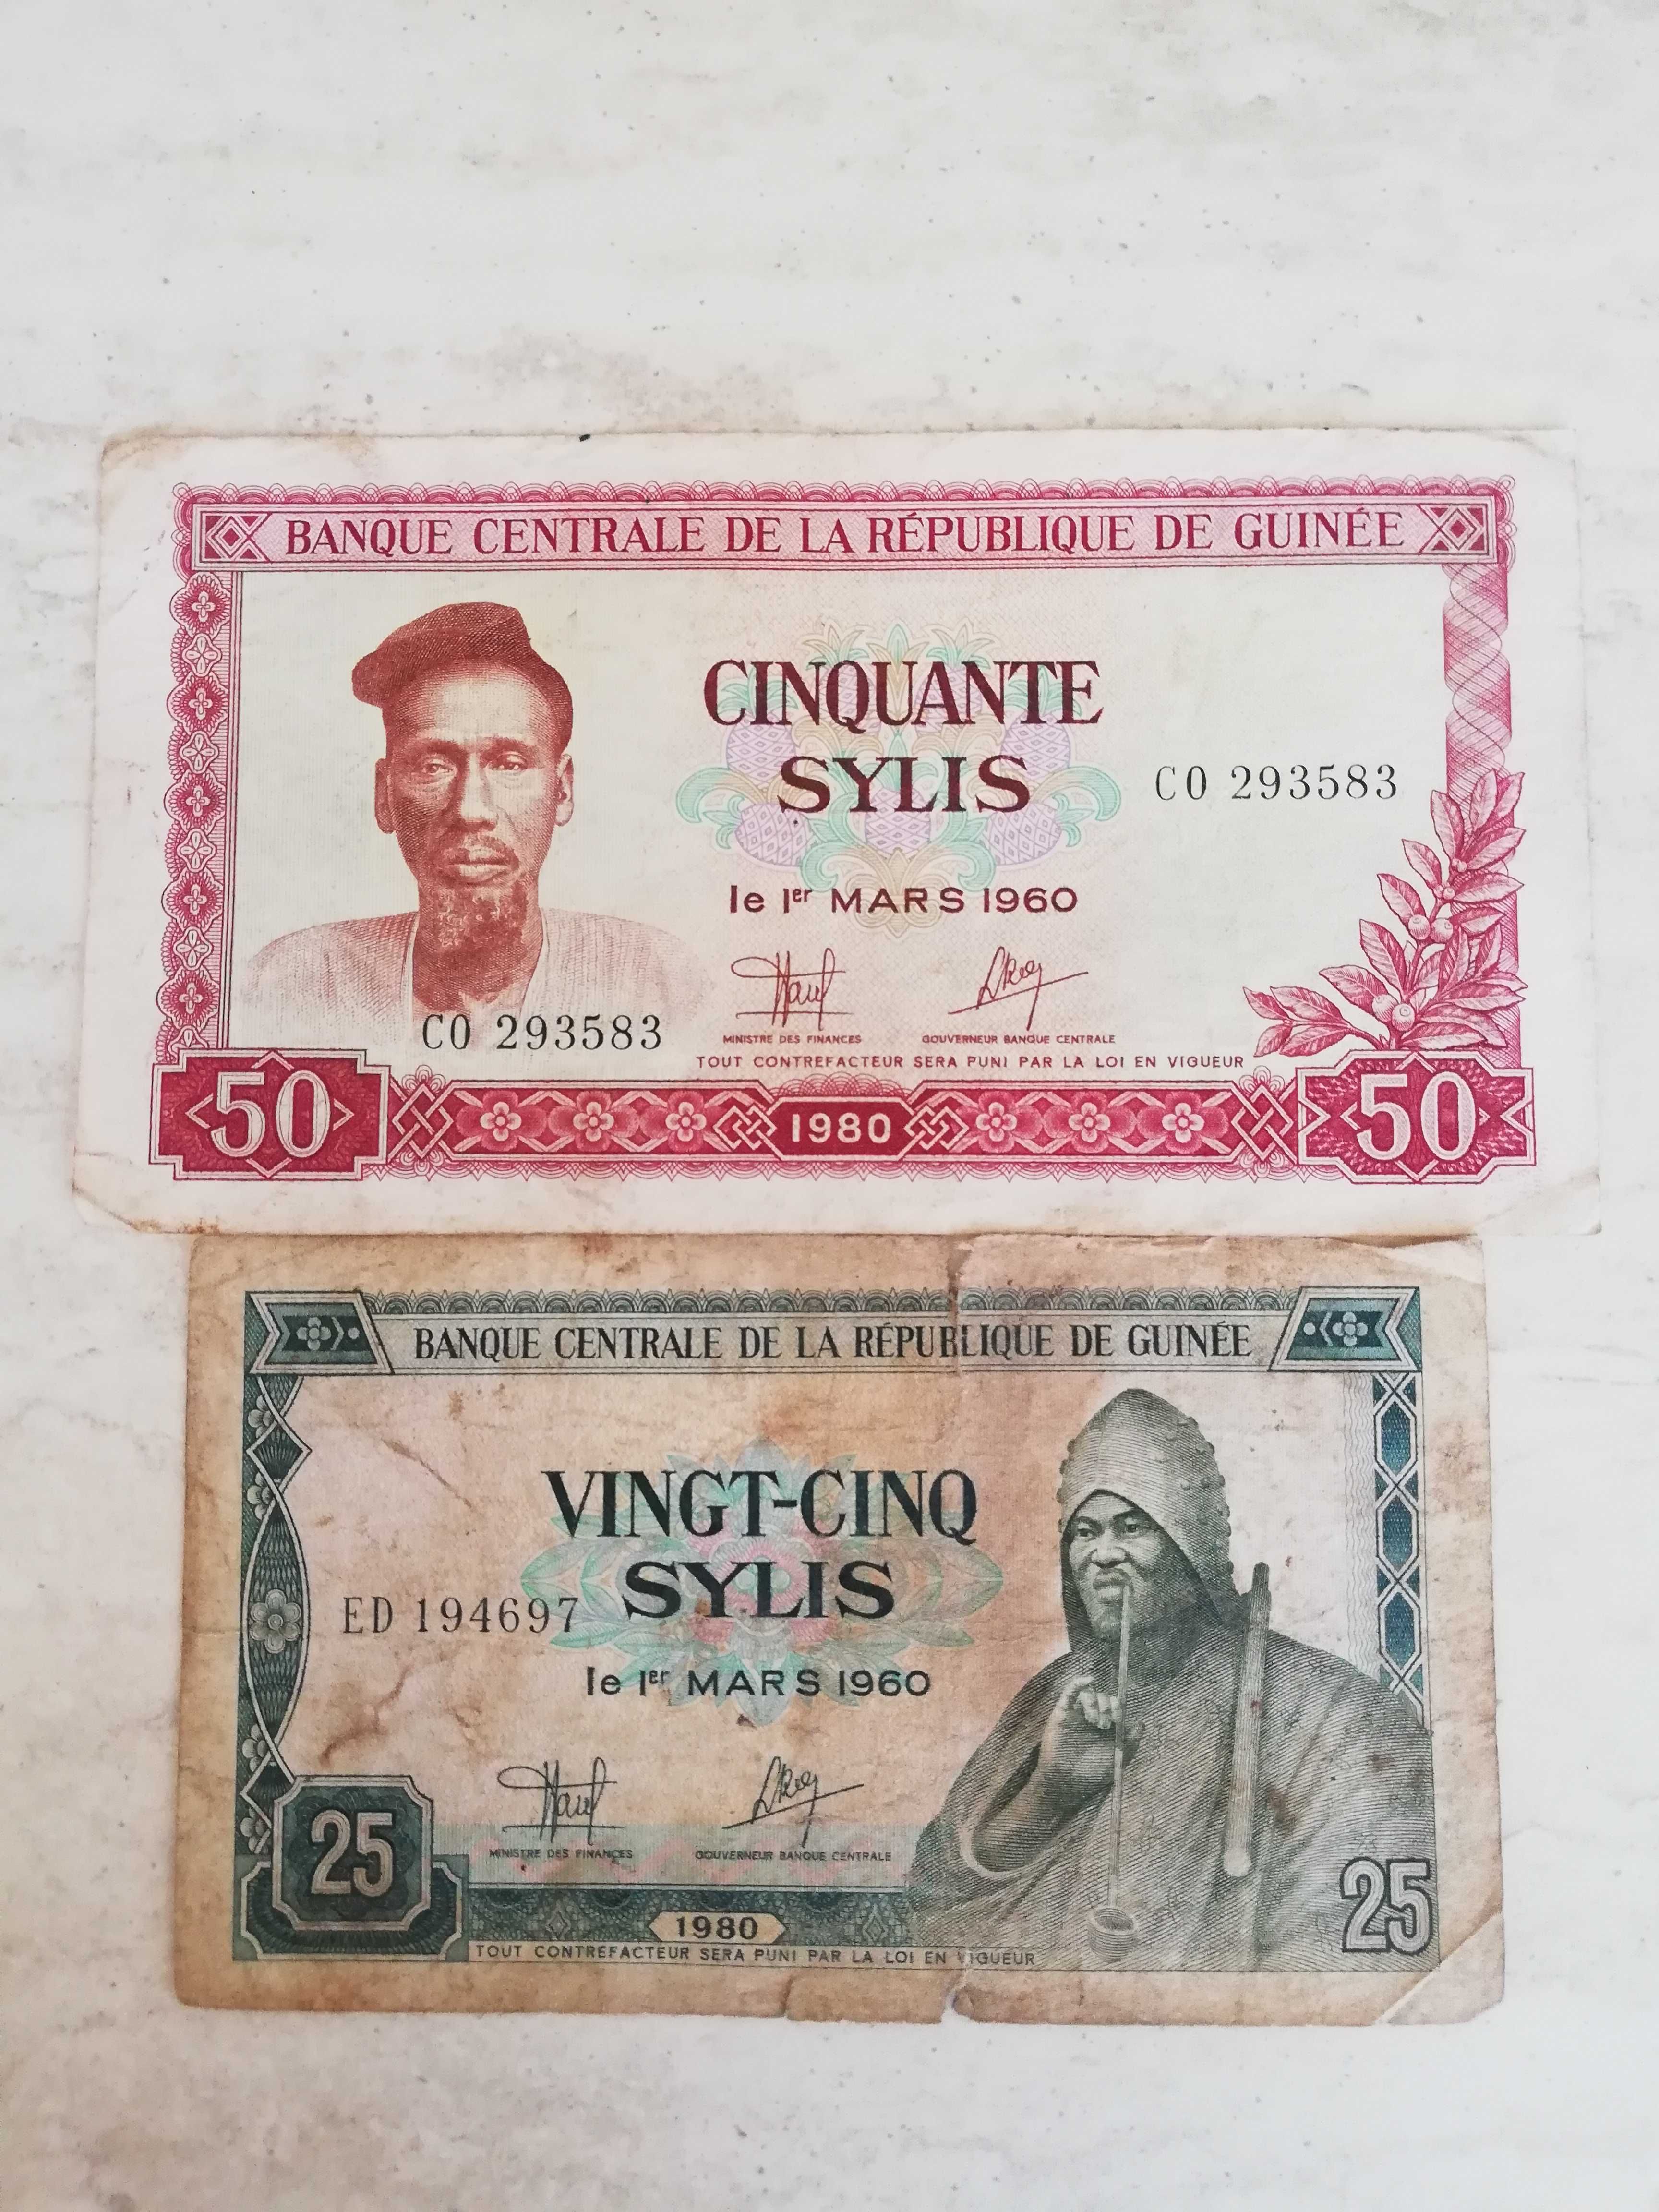 BANQUE CENTRALE DE LA RÉPUBLIQUE DE GUINÉE
CINQUANTE
SYLIS
CO 293583
le 1er MARS 1960
CO 293583
MINISTRE DES FINANCES GOUVERNEUR BANQUE CENTRALE
TOUT CONTREFACTEUR SERA PUNI PAR LA LOI EN VIGUEUR
50 1980 50
BANQUE CENTRALE DE LA RÉPUBLIQUE DE GUINÉE
VINGT-CINQ
SYLIS
ED 194697
le 1er MARS 1960
MINISTRE DES FINANCES GOUVERNEUR BANQUE CENTRALE
25 25
1980
TOUT CONTREFACTEUR SERA PUNI PAR LA LOI EN VIGUEUR